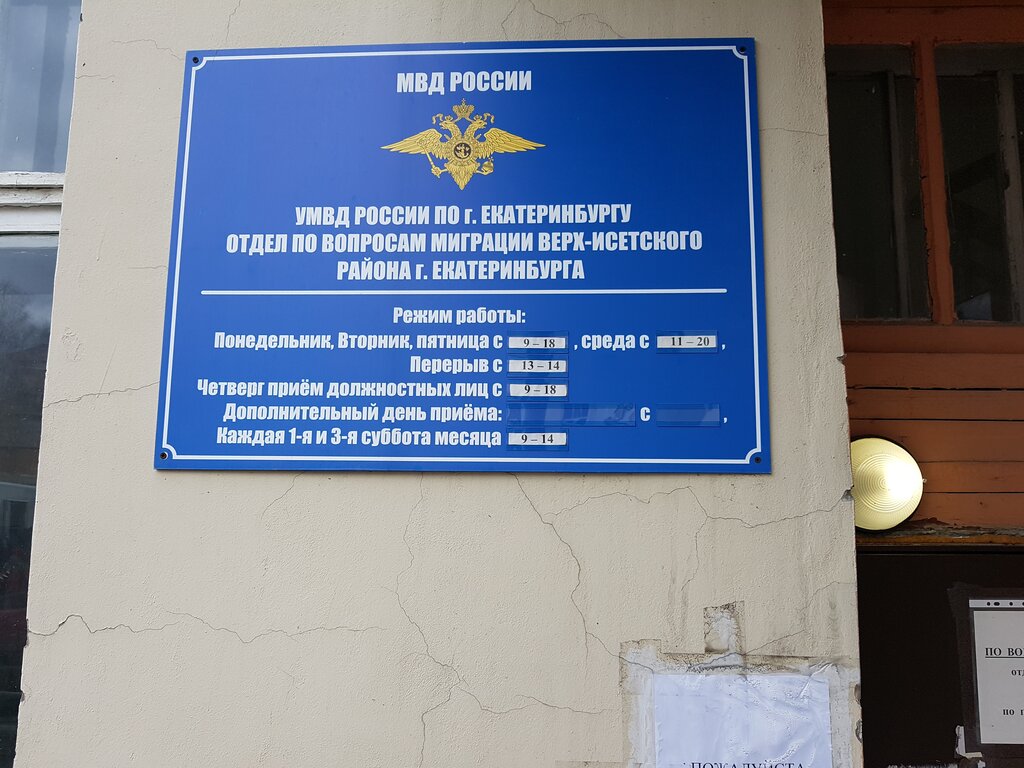 МВД РОССИИ
УМВД РОССИИ ПО г. ЕКАТЕРИНБУРГУ
ОТДЕЛ ПО ВОПРОСАМ МИГРАЦИИ ВЕРХ-ИСЕТСКОГО
РАЙОНА г. ЕКАТЕРИНБУРГА
Режим работы:
Понедельник, Вторник, пятница с 9 – 18 , среда с 11 – 20 ,
Перерыв с 13 – 14
Четверг приём должностных лиц с 9 – 18
Дополнительный день приёма: с ,
Каждая 1-я и 3-я суббота месяца 9 – 14
ПОЖАЛУЙСТА
ПО ВО
по